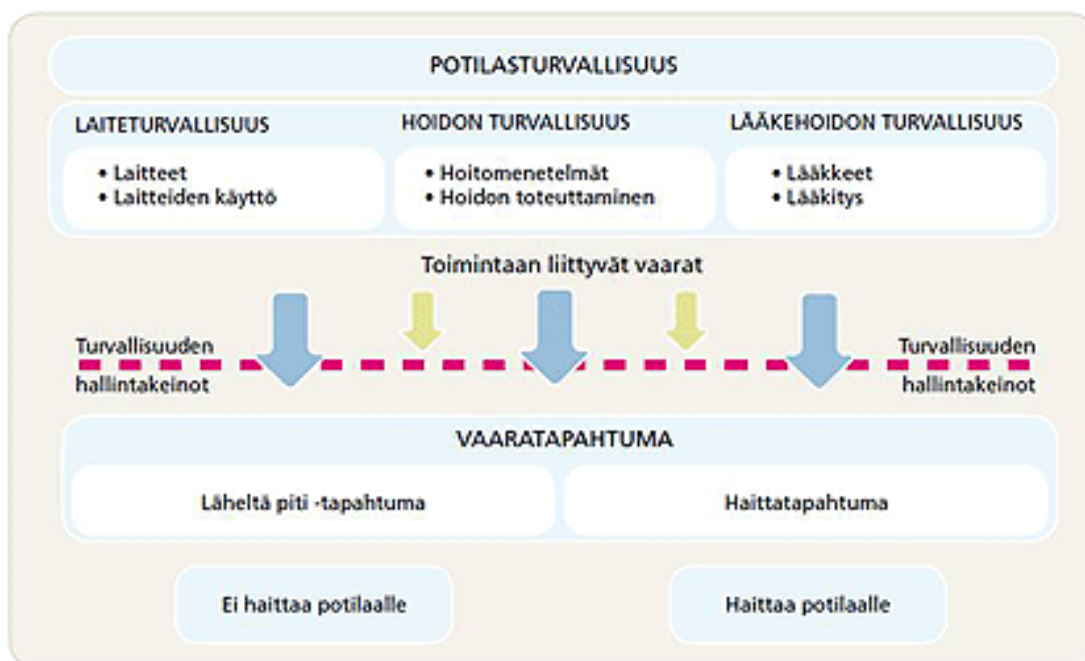 POTILASTURVALLISUUS
LAITETURVALLISUUS
• Laitteet
• Laitteiden käyttö
HOIDON TURVALLISUUS
• Hoitomenetelmät
• Hoidon toteuttaminen
LÄÄKEHOIDON TURVALLISUUS
• Lääkkeet
• Lääkitys
Toimintaan liittyvät vaarat
Turvallisuuden
hallintakeinot
Turvallisuuden
hallintakeinot
VAARATAPAHTUMA
Läheltä piti -tapahtuma
Haittatapahtuma
Ei haittaa potilaalle
Haittaa potilaalle